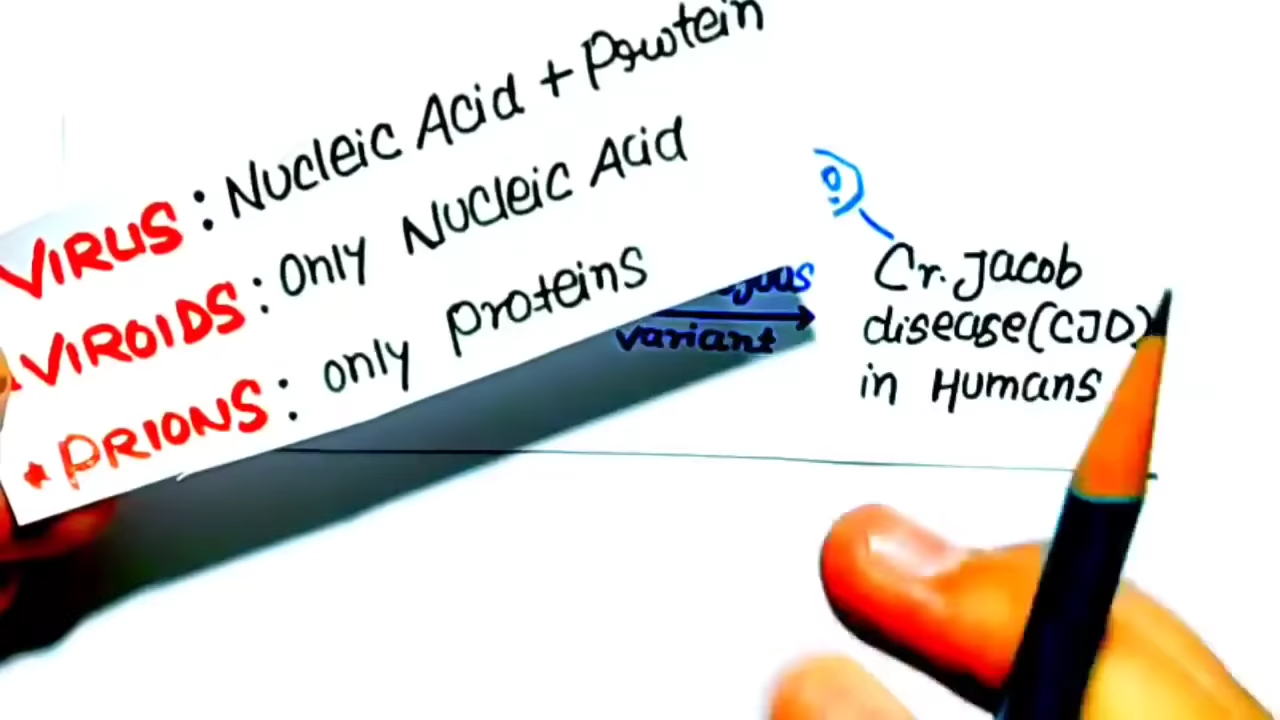 VIRUS : Nucleic Acid + Protein
VIROIDS : Only Nucleic Acid
* PRIONS : only proteins
variant
Cr. Jacob
disease (CJD)
in Humans